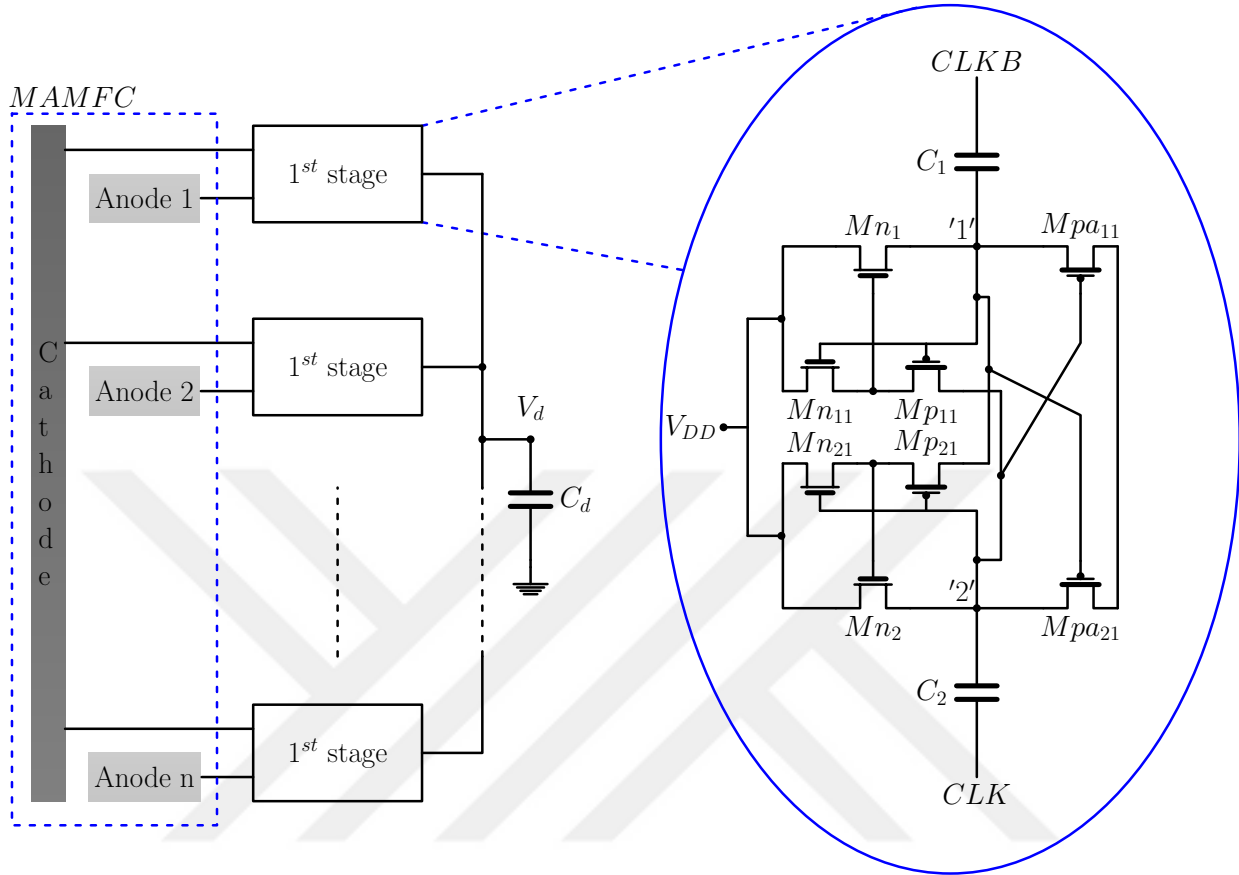 MAMFC
Cathode
Anode 1
1st stage
Anode 2
1st stage
Anode n
1st stage
Vd
Cd
CLKB
C1
Mn1
'1'
Mpa11
Mn11
Mp11
VDD
Mn21
Mp21
'2'
Mn2
Mpa21
C2
CLK